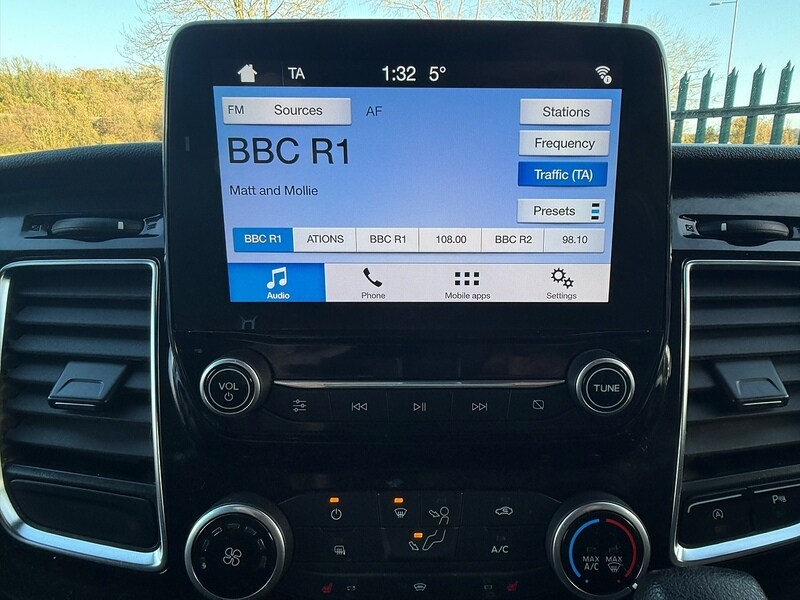 TA 1:32 5°
FM Sources AF Stations
BBC R1 Frequency
Traffic (TA)
Matt and Mollie
Presets
BBC R1 ATIONS BBC R1 108.00 BBC R2 98.10
Audio Phone Mobile apps Settings
VOL TUNE
A/C
MAX A/C MAX